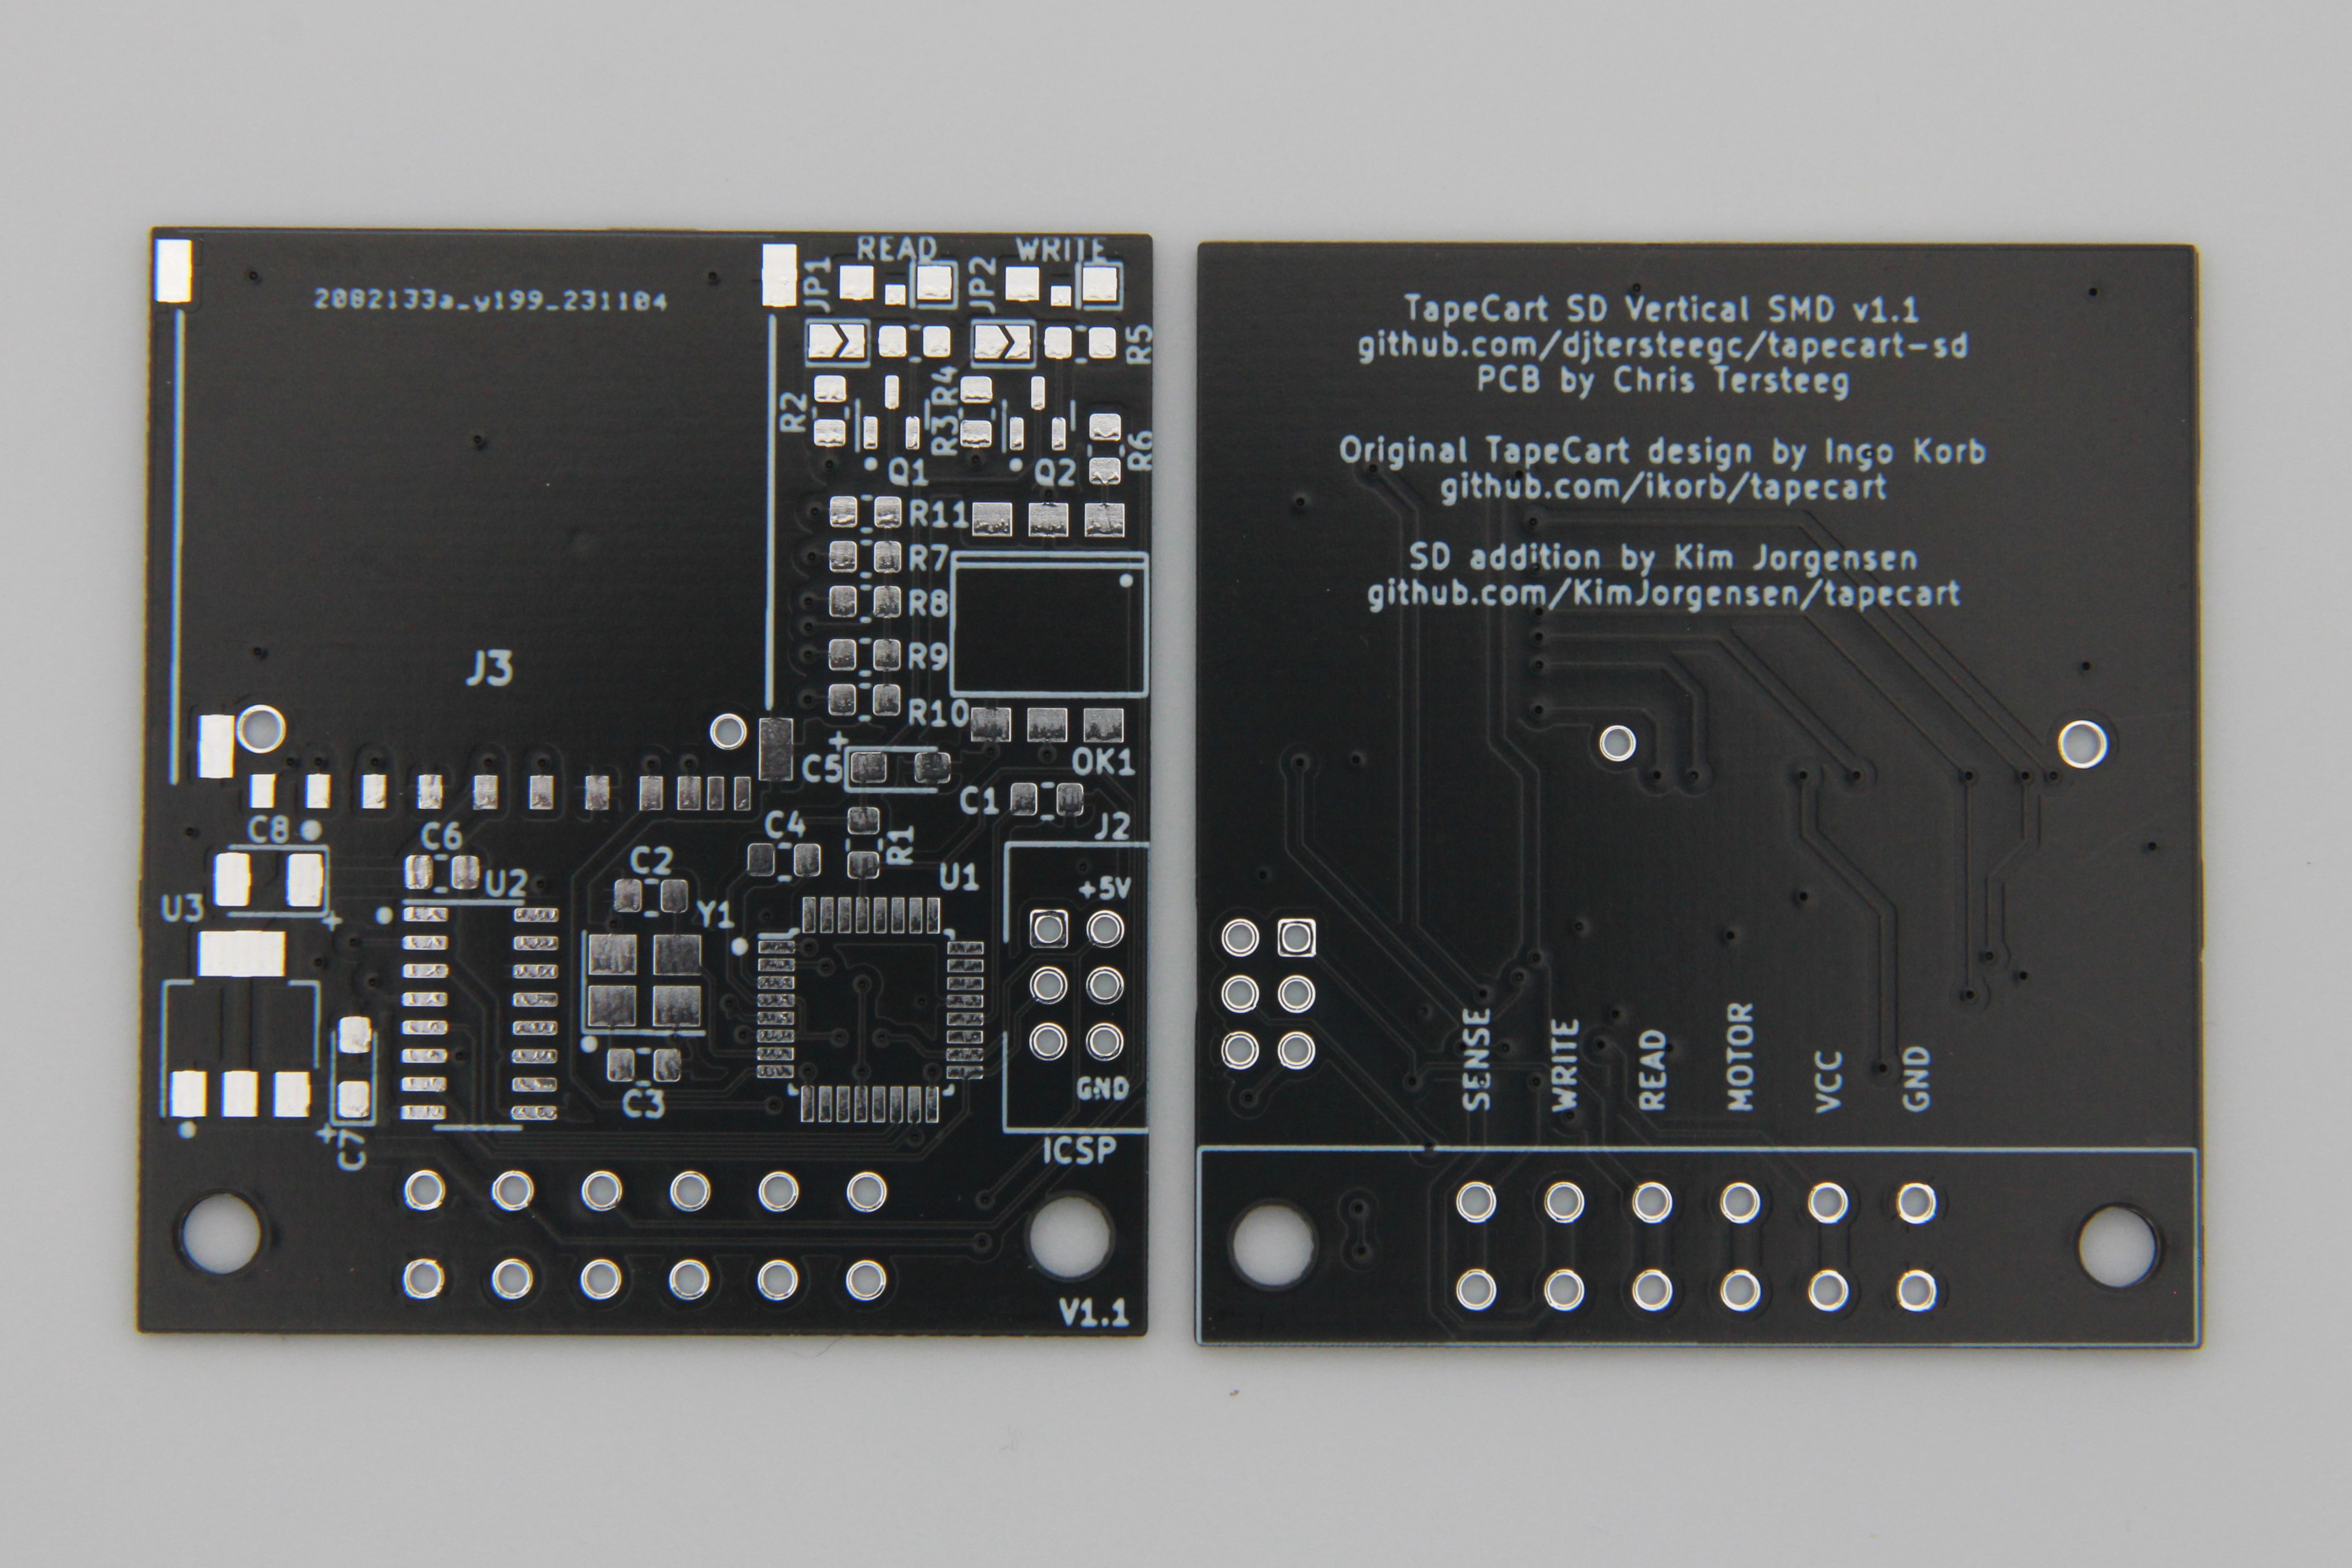 READ WRITE
JP1
JP2
2082133a_y199_231104
R5
R2
R4
R3
R6
Q1
Q2
R11
R7
R8
R9
R10
J3
+
C5
OK1
C1
C8
C6
C4
J2
R1
C2
U2
U1
U3
+
Y1
+5V
GND
C3
+
C7
ICSP
V1.1
TapeCart SD Vertical SMD v1.1
github.com/djtersteegc/tapecart-sd
PCB by Chris Tersteeg
Original TapeCart design by Ingo Korb
github.com/ikorb/tapecart
SD addition by Kim Jorgensen
github.com/KimJorgensen/tapecart
SENSE
WRITE
READ
MOTOR
VCC
GND